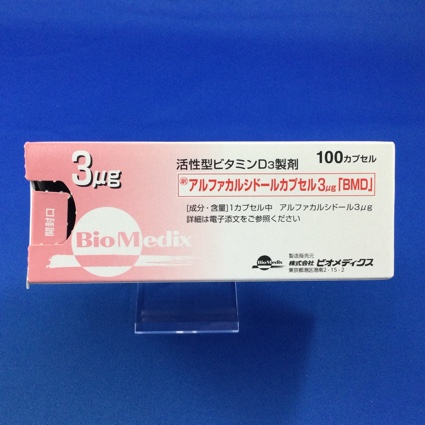 3μg
活性型ビタミンD3製剤
100カプセル
アルファカルシドールカプセル3μg「BMD」
[成分・含量]1カプセル中 アルファカルシドール3μg
詳細は電子添文をご参照ください
開封口
BioMedix
BioMedix
製造販売元
株式会社 ビオメディクス
東京都港区港南2-15-2